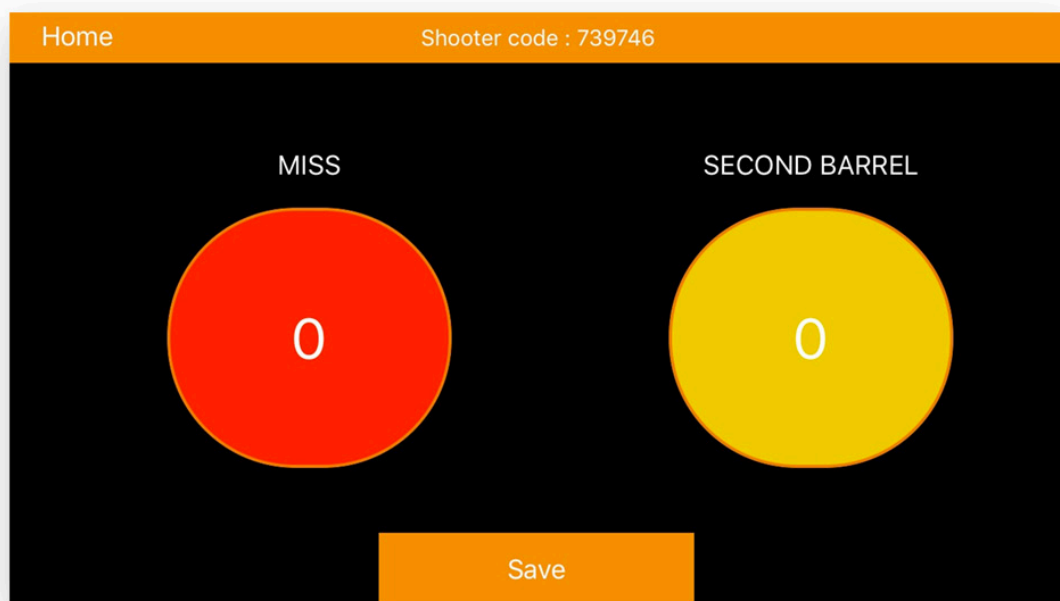 Home
Shooter code : 739746
MISS
SECOND BARREL
0
0
Save